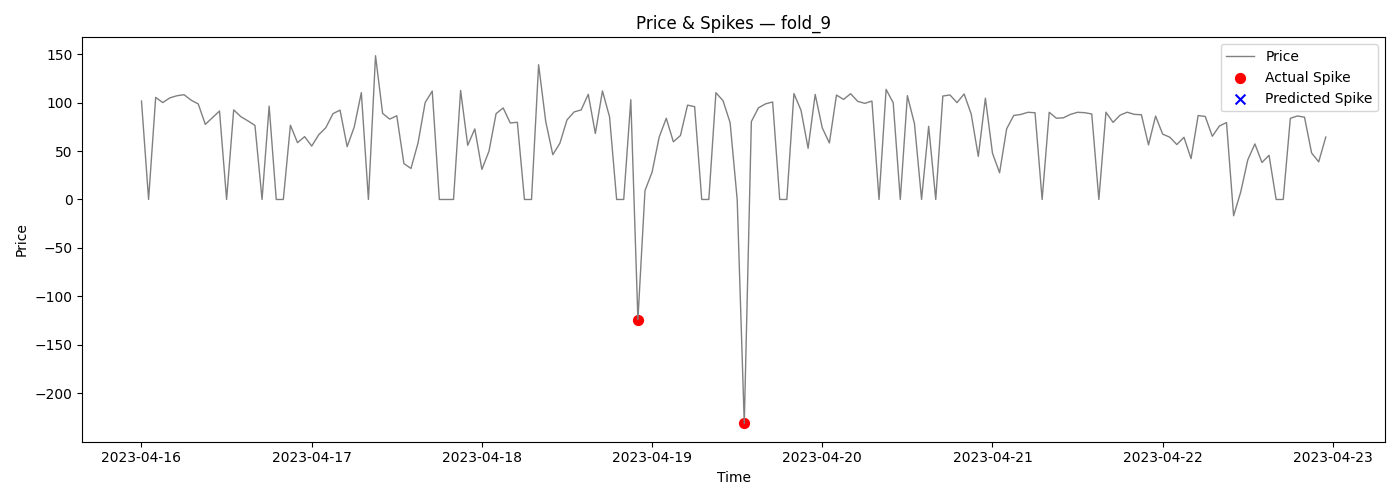 Price & Spikes — fold_9
Price
Actual Spike
Predicted Spike
150
100
50
0
−50
−100
−150
−200
Price
2023-04-16
2023-04-17
2023-04-18
2023-04-19
2023-04-20
2023-04-21
2023-04-22
2023-04-23
Time